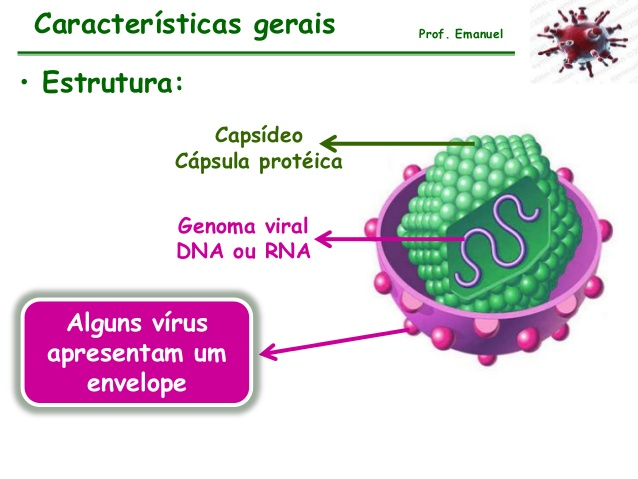 Características gerais
Prof. Emanuel
• Estrutura:
Capsídeo
Cápsula protéica
Genoma viral
DNA ou RNA
Alguns vírus
apresentam um
envelope